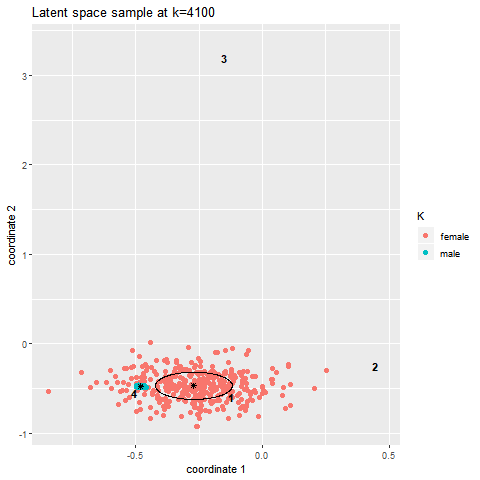 Latent space sample at k=4100
3
3
2
1
0
-1
2
4
1
-0.5
0.0
0.5
coordinate 1
coordinate 2
K
female
male